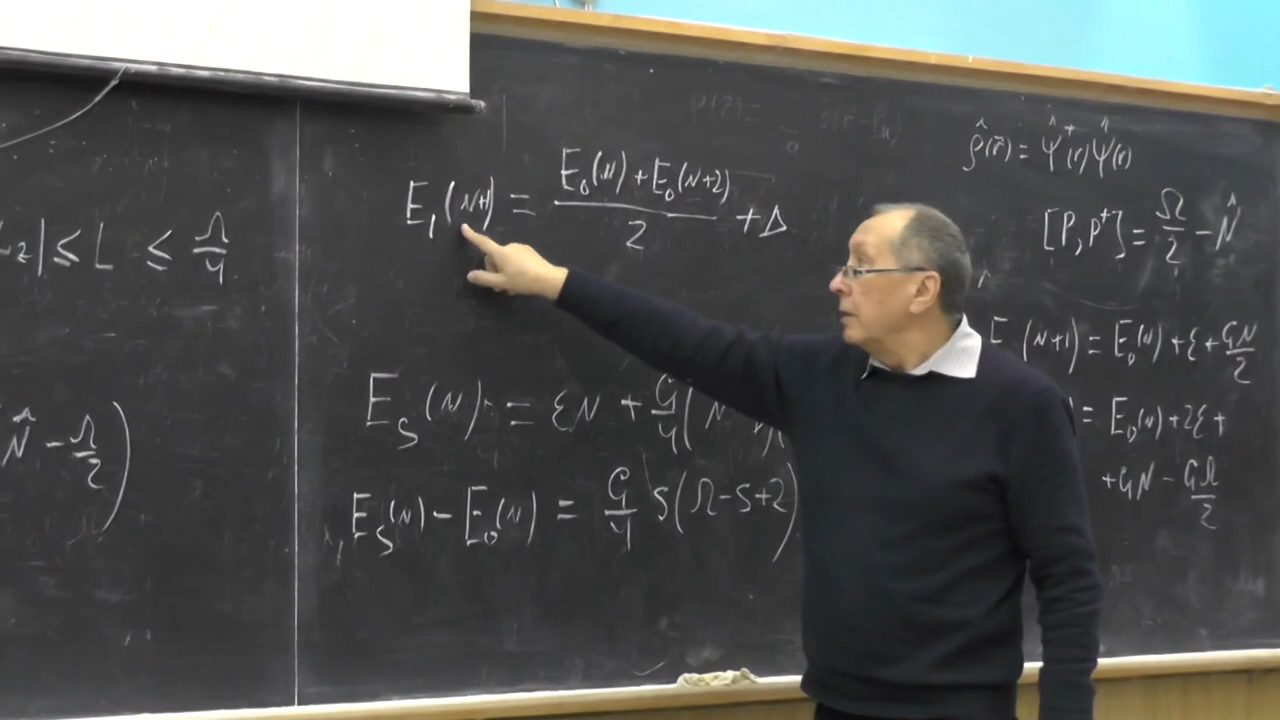 ₂| ≤ L ≤ Ω/4
N̂ − Ω/2 )
E₁(N+1) = (E₀(N) + E₀(N+2))/2 + Δ
E_S(N) = εN + G/4 (N
E_S(N) − E₀(N) = G/4 S(Ω−S+2)
ρ̂(r⃗) = Ψ̂⁺(r)Ψ̂(r)
[P, P⁺] = Ω/2 − N̂
E (N+1) = E₀(N) + ε + GN/2
= E₀(N) + 2ε +
+ GN − GΩ/2